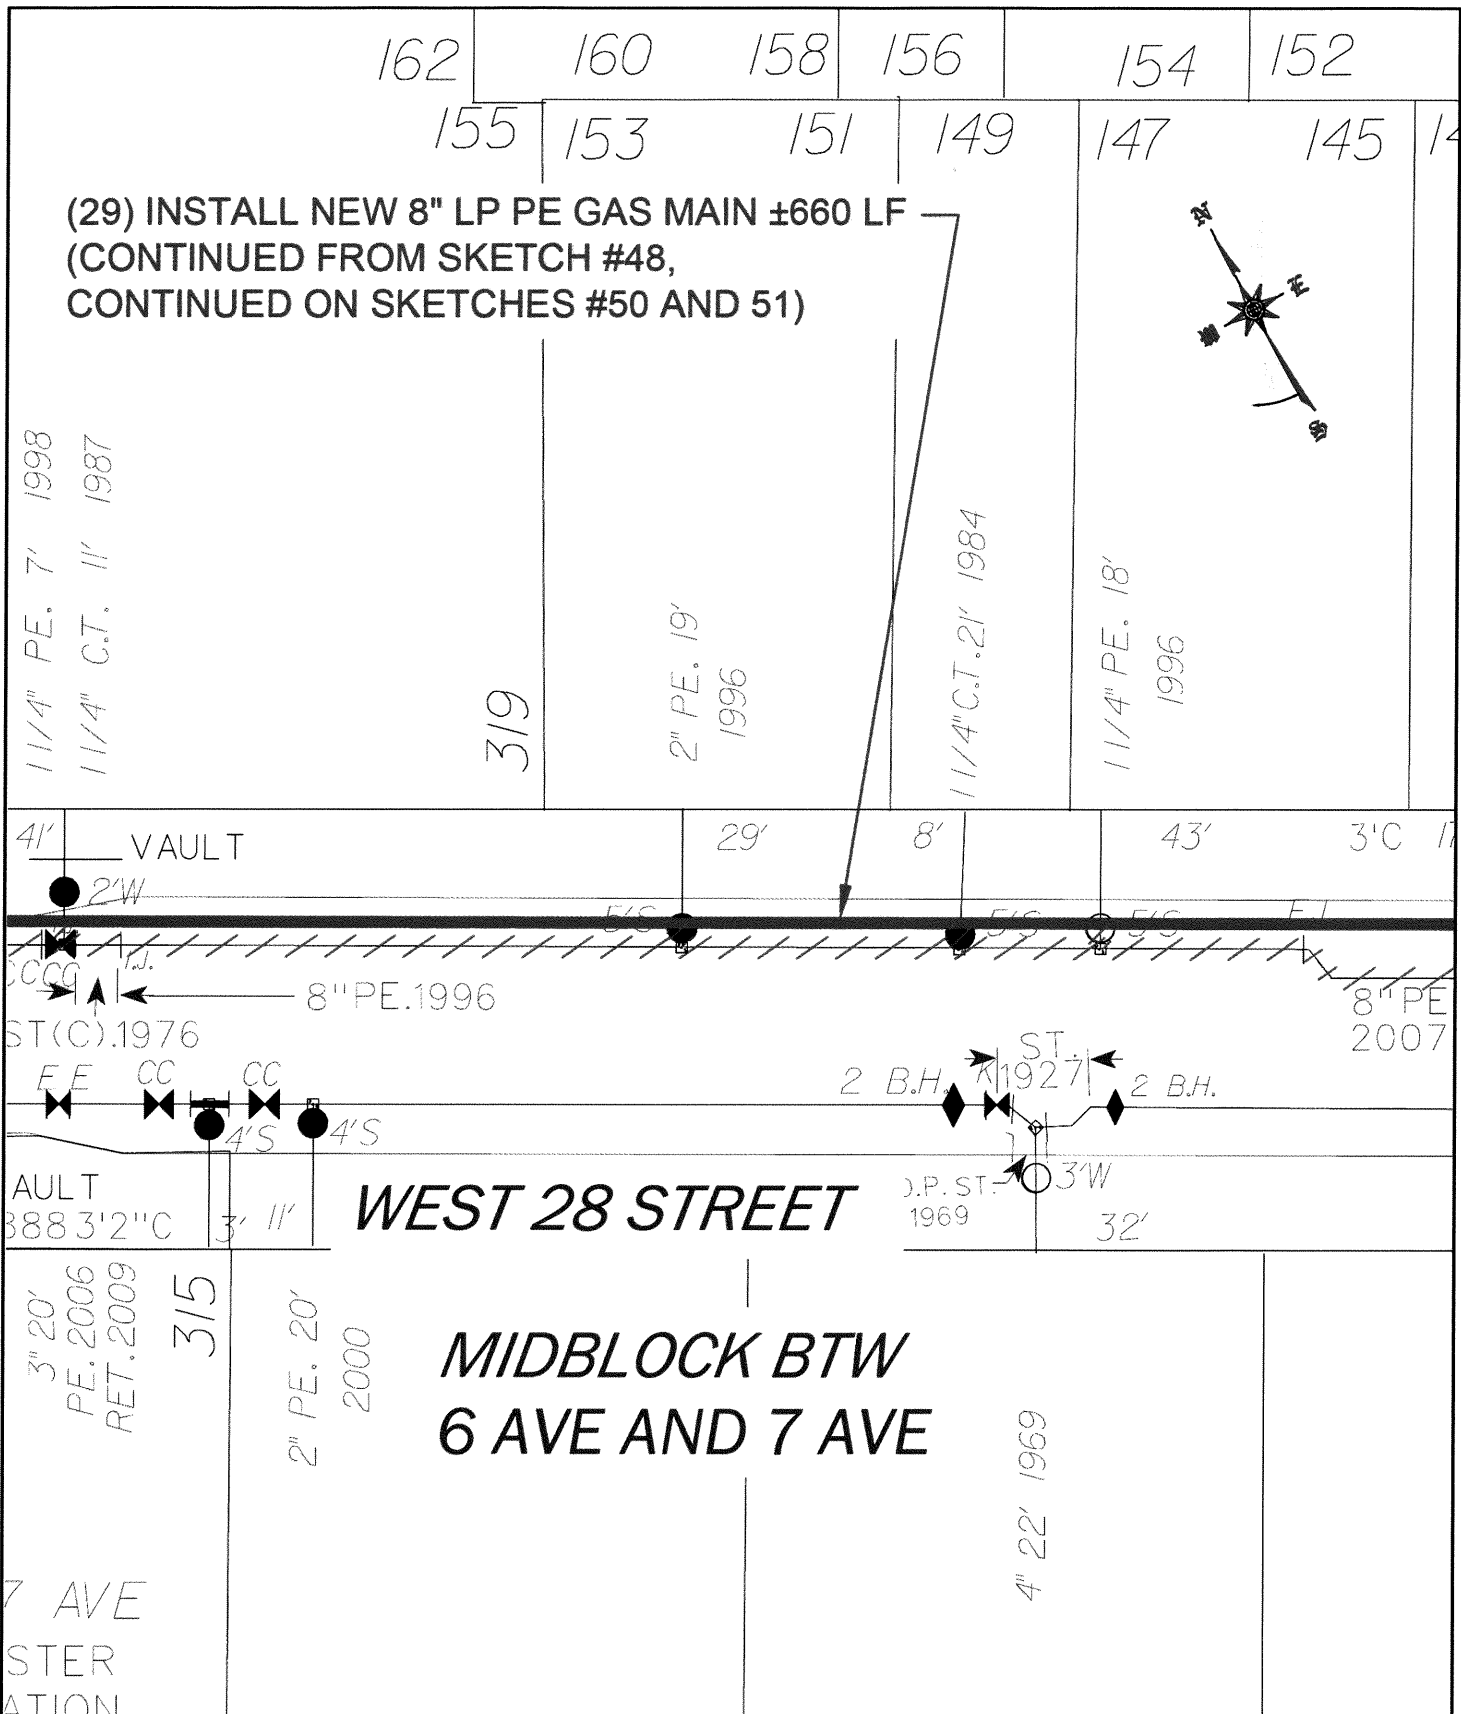 162 160 158 156 154 152
155 153 151 149 147 145
(29) INSTALL NEW 8" LP PE GAS MAIN ±660 LF
(CONTINUED FROM SKETCH #48,
CONTINUED ON SKETCHES #50 AND 51)
N
E
W
S
1 1/4" PE. 7' 1998
1 1/4" C.T. 11' 1987
319
2" PE. 19'
1996
1 1/4" C.T. 21' 1984
1 1/4" PE. 18'
1996
41' VAULT 29' 8' 43' 3'C
2'W
5'S 5'S 5'S
CC T.J.
8" PE. 1996
ST(C). 1976
8" PE
2007
E E CC CC
2 B.H. K ST. 1927 2 B.H.
4'S 4'S
AULT
3'2"C 3' 11'
WEST 28 STREET
.P. ST.
1969
3'W
32'
3" 20'
PE. 2006
RET. 2009
315
2" PE. 20'
2000
MIDBLOCK BTW
6 AVE AND 7 AVE
4" 22' 1969
7 AVE
STER
ATION